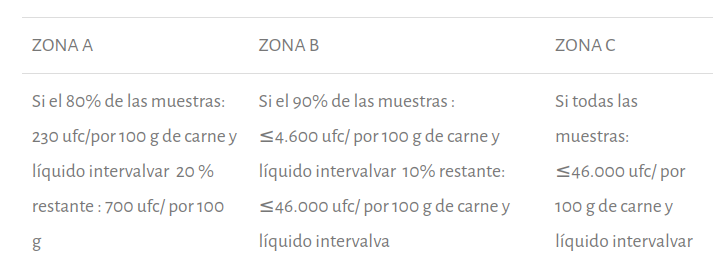 ZONA A
ZONA B
ZONA C
Si el 80% de las muestras:
230 ufc/por 100 g de carne y
líquido intervalvar 20 %
restante : 700 ufc/ por 100
g
Si el 90% de las muestras :
≤4.600 ufc/ por 100 g de carne y
líquido intervalvar 10% restante:
≤46.000 ufc/ por 100 g de carne y
líquido intervalva
Si todas las
muestras:
≤46.000 ufc/ por
100 g de carne y
líquido intervalvar